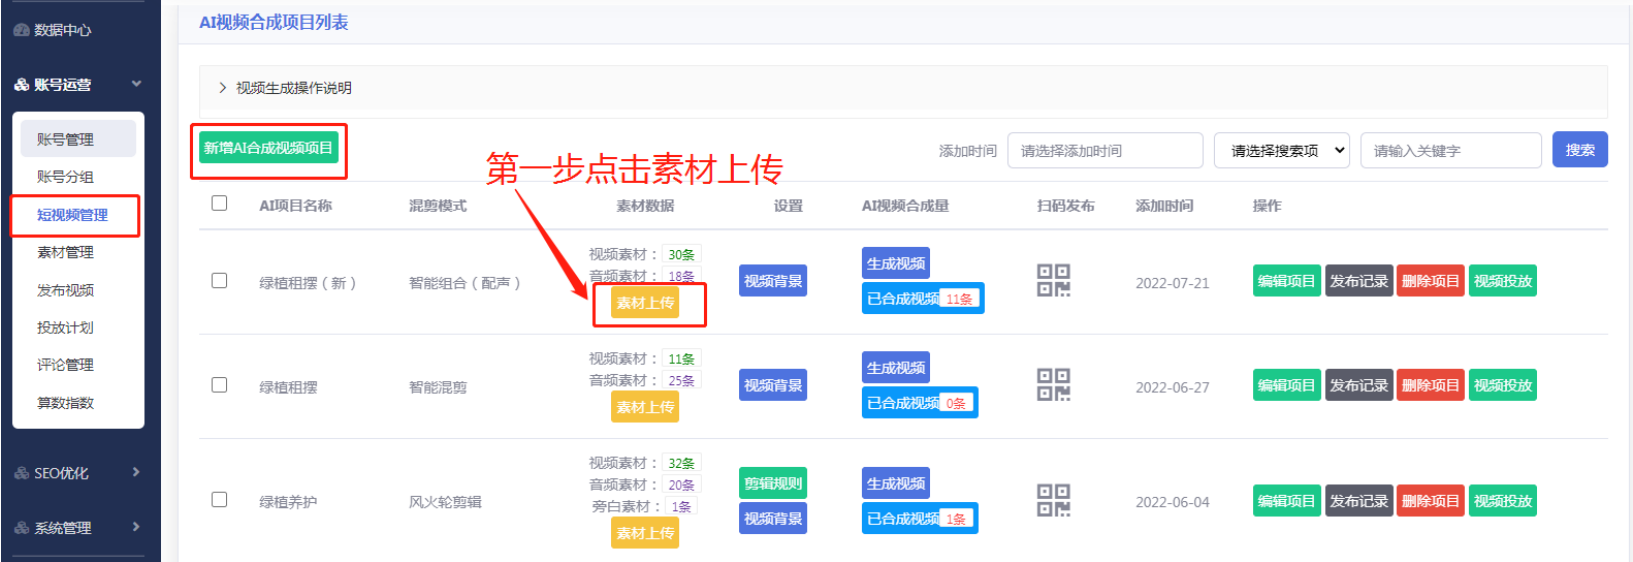 数据中心
账号运营
账号管理
账号分组
短视频管理
素材管理
发布视频
投放计划
评论管理
算数指数
SEO优化
系统管理
AI视频合成项目列表
视频生成操作说明
新增AI合成视频项目
第一步点击素材上传
添加时间 请选择添加时间 请选择搜索项 请输入关键字 搜索
AI项目名称 混剪模式 素材数据 设置 AI视频合成量 扫码发布 添加时间 操作
绿植租摆（新） 智能组合（配声） 视频素材：30条
音频素材：18条
素材上传
视频背景
生成视频
已合成视频 11条
2022-07-21 编辑项目 发布记录 删除项目 视频投放
绿植租摆 智能混剪 视频素材：11条
音频素材：25条
素材上传
视频背景
生成视频
已合成视频 0条
2022-06-27 编辑项目 发布记录 删除项目 视频投放
绿植养护 风火轮剪辑 视频素材：32条
音频素材：20条
旁白素材：1条
素材上传
剪辑规则
视频背景
生成视频
已合成视频 1条
2022-06-04 编辑项目 发布记录 删除项目 视频投放